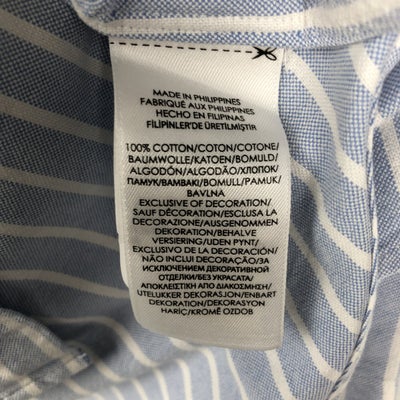 MADE IN PHILIPPINES
FABRIQUÉ AUX PHILIPPINES
HECHO EN FILIPINAS
FİLİPİNLER'DE ÜRETİLMİŞTİR
100% COTTON/COTON/COTONE/
BAUMWOLLE/KATOEN/BOMULD/
ALGODÓN/ALGODÃO/ХЛОПОК/
ПАМУК/ΒΑΜΒΑΚΙ/BOMULL/PAMUK/
BAVLNA
EXCLUSIVE OF DECORATION/
SAUF DÉCORATION/ESCLUSA LA
DECORAZIONE/AUSGENOMMEN
DEKORATION/BEHALVE
VERSIERING/UDEN PYNT/
EXCLUSIVO DE LA DECORACIÓN/
NÃO INCLUI DECORAÇÃO/ЗА
ИСКЛЮЧЕНИЕМ ДЕКОРАТИВНОЙ
ОТДЕЛКИ/БЕЗ УКРАСАТА/
ΑΠΟΚΛΕΙΣΤΙΚΗ ΑΠΟ ΔΙΑΚΟΣΜΗΣΗ/
UTELUKKER DEKORASJON/ENBART
DEKORATION/DEKORASYON
HARİÇ/KROMĚ OZDOB